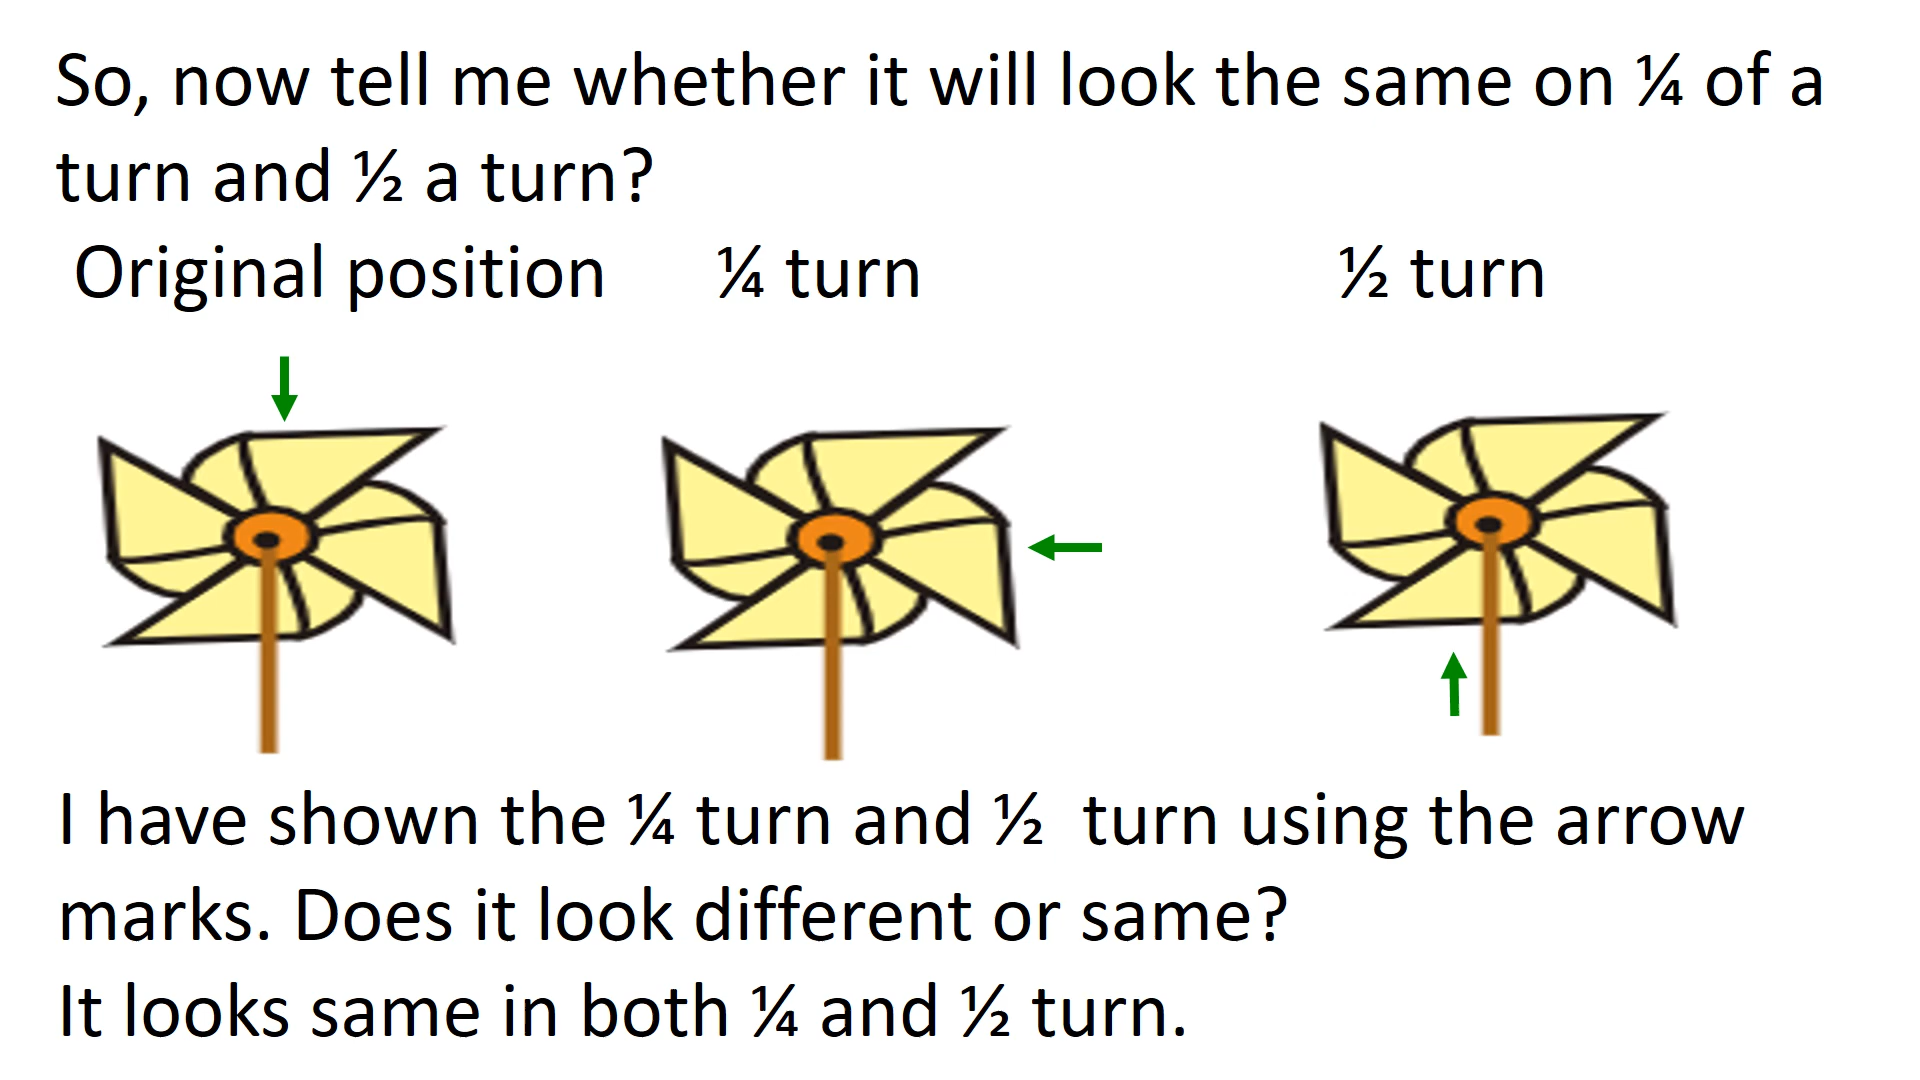 So, now tell me whether it will look the same on ¼ of a
turn and ½ a turn?
Original position ¼ turn ½ turn
I have shown the ¼ turn and ½ turn using the arrow
marks. Does it look different or same?
It looks same in both ¼ and ½ turn.